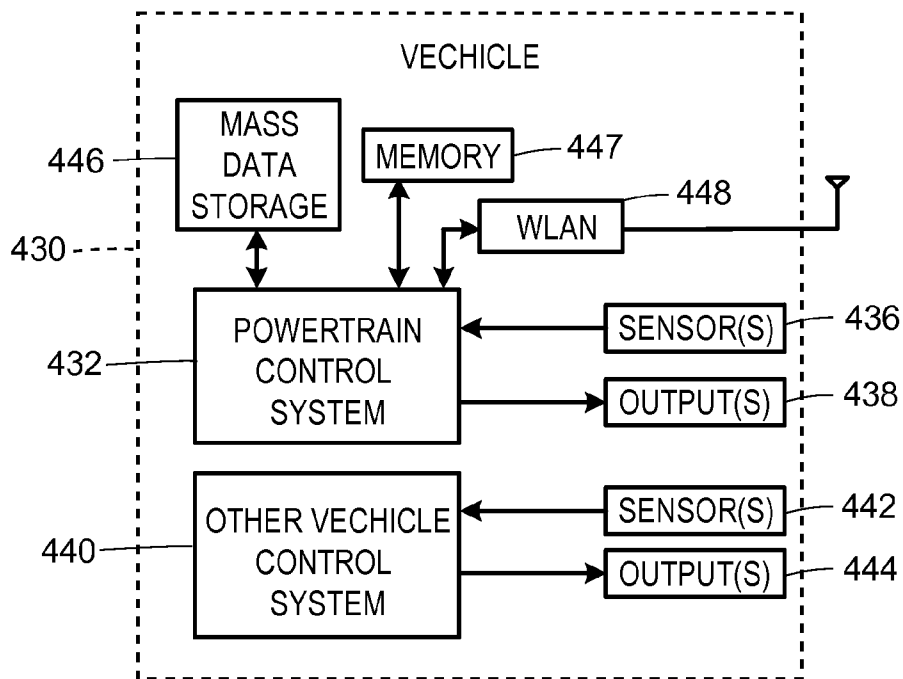 VECHICLE
MASS
DATA
STORAGE
446
MEMORY
447
448
WLAN
430
POWERTRAIN
CONTROL
SYSTEM
432
SENSOR(S)
436
OUTPUT(S)
438
OTHER VECHICLE
CONTROL
SYSTEM
440
SENSOR(S)
442
OUTPUT(S)
444